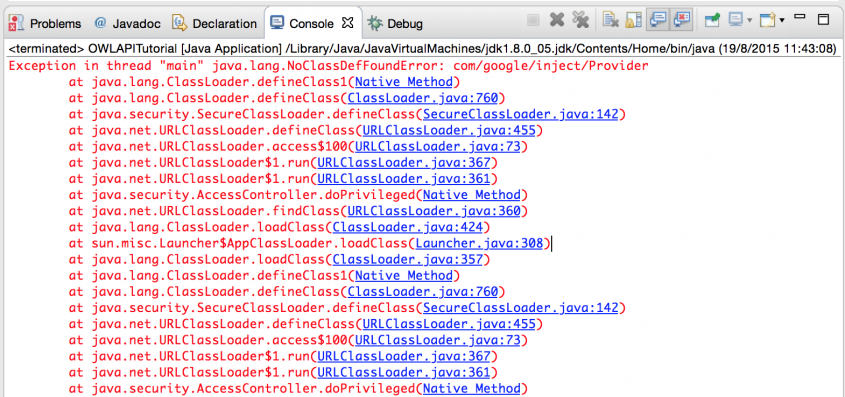 Problems @ Javadoc Declaration Console Debug
<terminated> OWLAPITutorial [Java Application] /Library/Java/JavaVirtualMachines/jdk1.8.0_05.jdk/Contents/Home/bin/java (19/8/2015 11:43:08)
Exception in thread "main" java.lang.NoClassDefFoundError: com/google/inject/Provider
at java.lang.ClassLoader.defineClass1(Native Method)
at java.lang.ClassLoader.defineClass(ClassLoader.java:760)
at java.security.SecureClassLoader.defineClass(SecureClassLoader.java:142)
at java.net.URLClassLoader.defineClass(URLClassLoader.java:455)
at java.net.URLClassLoader.access$100(URLClassLoader.java:73)
at java.net.URLClassLoader$1.run(URLClassLoader.java:367)
at java.net.URLClassLoader$1.run(URLClassLoader.java:361)
at java.security.AccessController.doPrivileged(Native Method)
at java.net.URLClassLoader.findClass(URLClassLoader.java:360)
at java.lang.ClassLoader.loadClass(ClassLoader.java:424)
at sun.misc.Launcher$AppClassLoader.loadClass(Launcher.java:308)
at java.lang.ClassLoader.loadClass(ClassLoader.java:357)
at java.lang.ClassLoader.defineClass1(Native Method)
at java.lang.ClassLoader.defineClass(ClassLoader.java:760)
at java.security.SecureClassLoader.defineClass(SecureClassLoader.java:142)
at java.net.URLClassLoader.defineClass(URLClassLoader.java:455)
at java.net.URLClassLoader.access$100(URLClassLoader.java:73)
at java.net.URLClassLoader$1.run(URLClassLoader.java:367)
at java.net.URLClassLoader$1.run(URLClassLoader.java:361)
at java.security.AccessController.doPrivileged(Native Method)